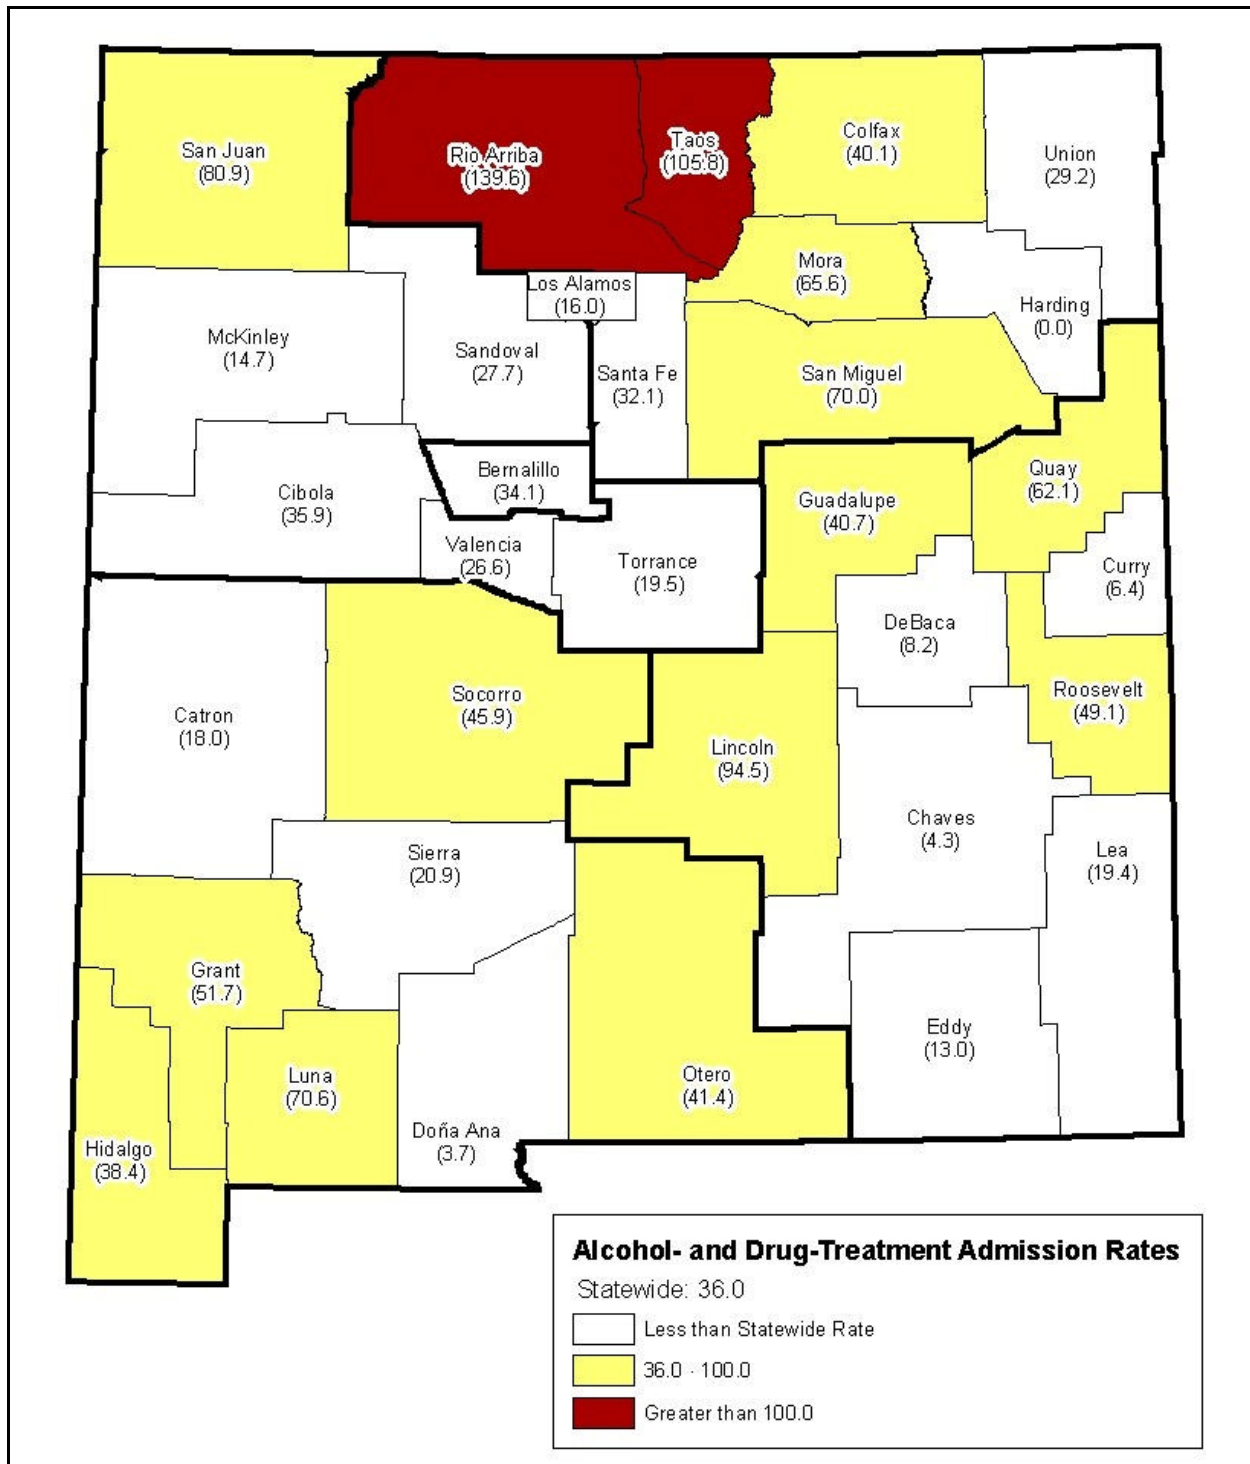 San Juan
(80.9)
Rio Arriba
(139.6)
Taos
(105.8)
Colfax
(40.1)
Union
(29.2)
Mora
(65.6)
Harding
(0.0)
Los Alamos
(16.0)
McKinley
(14.7)
Sandoval
(27.7)
Santa Fe
(32.1)
San Miguel
(70.0)
Quay
(62.1)
Bernalillo
(34.1)
Cibola
(35.9)
Guadalupe
(40.7)
Valencia
(26.6)
Torrance
(19.5)
Curry
(6.4)
DeBaca
(8.2)
Socorro
(45.9)
Roosevelt
(49.1)
Catron
(18.0)
Lincoln
(94.5)
Chaves
(4.3)
Sierra
(20.9)
Lea
(19.4)
Grant
(51.7)
Eddy
(13.0)
Luna
(70.6)
Otero
(41.4)
Doña Ana
(3.7)
Hidalgo
(38.4)
Alcohol- and Drug-Treatment Admission Rates
Statewide: 36.0
Less than Statewide Rate
36.0 - 100.0
Greater than 100.0